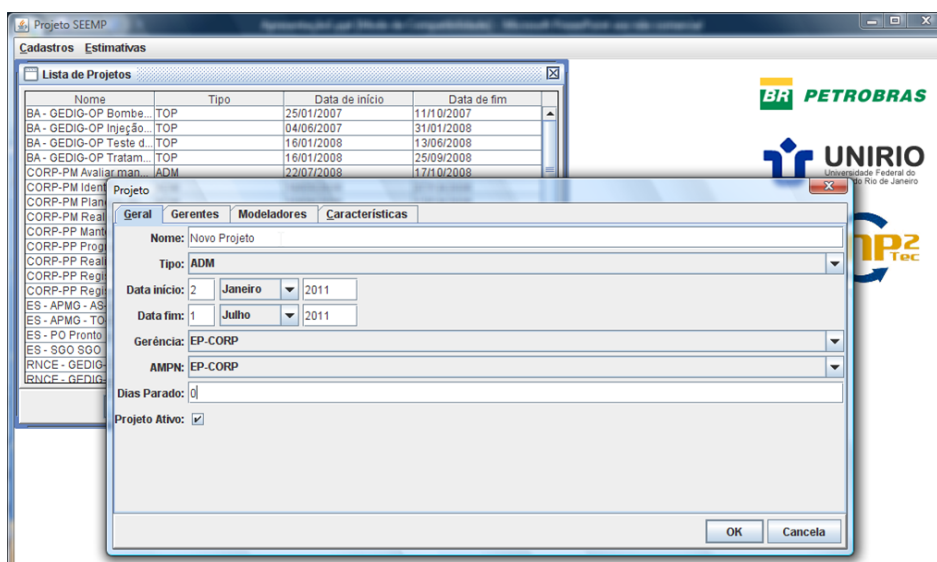 Projeto SEEMP
Cadastros Estimativas
Lista de Projetos
Nome Tipo Data de início Data de fim
BA - GEDIG-OP Bombe... TOP 25/01/2007 11/10/2007
BA - GEDIG-OP Injeção... TOP 04/06/2007 31/01/2008
BA - GEDIG-OP Teste d... TOP 16/01/2008 13/06/2008
BA - GEDIG-OP Tratam... TOP 16/01/2008 25/09/2008
CORP-PM Avaliar man... ADM 22/07/2008 17/10/2008
CORP-PM Ident
CORP-PM Plan
CORP-PM Real
CORP-PP Mant
CORP-PP Prog
CORP-PP Reali
CORP-PP Regi
CORP-PP Regi
ES - APMG - AS
ES - APMG - TO
ES - PO Pronto
ES - SGO SGO
RNCE - GEDIG-
RNCE - GEDIG-
BR PETROBRAS
UNIRIO
Universidade Federal do
do Rio de Janeiro
np2
Tec
Projeto
Geral Gerentes Modeladores Características
Nome: Novo Projeto
Tipo: ADM
Data início: 2 Janeiro 2011
Data fim: 1 Julho 2011
Gerência: EP-CORP
AMPN: EP-CORP
Dias Parado: 0
Projeto Ativo:
OK Cancela